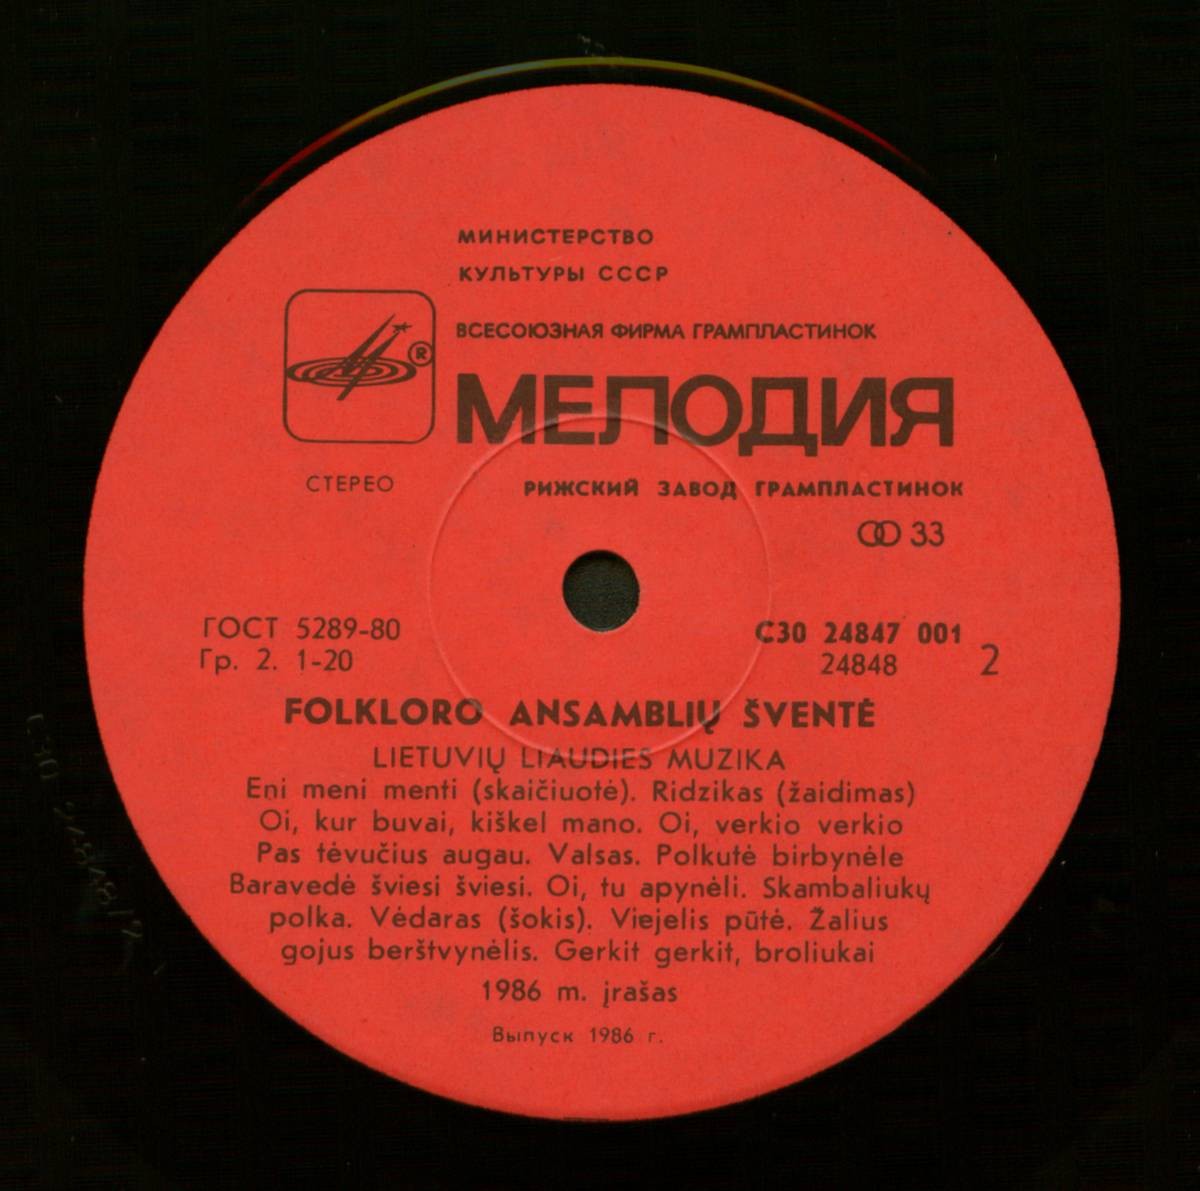 МИНИСТЕРСТВО
КУЛЬТУРЫ СССР
ВСЕСОЮЗНАЯ ФИРМА ГРАМПЛАСТИНОК
®
МЕЛОДИЯ
СТЕРЕО
РИЖСКИЙ ЗАВОД ГРАМПЛАСТИНОК
33
ГОСТ 5289-80
Гр. 2. 1-20
С30 24847 001
24848
2
FOLKLORO ANSAMBLIŲ ŠVENTĖ
LIETUVIŲ LIAUDIES MUZIKA
Eni meni menti (skaičiuotė). Ridzikas (žaidimas)
Oi, kur buvai, kiškel mano. Oi, verkio verkio
Pas tėvučius augau. Valsas. Polkutė birbynėle
Baravedė šviesi šviesi. Oi, tu apynėli. Skambaliukų
polka. Vėdaras (šokis). Viejelis pūtė. Žalius
gojus berštvynėlis. Gerkit gerkit, broliukai
1986 m. įrašas
Выпуск 1986 г.